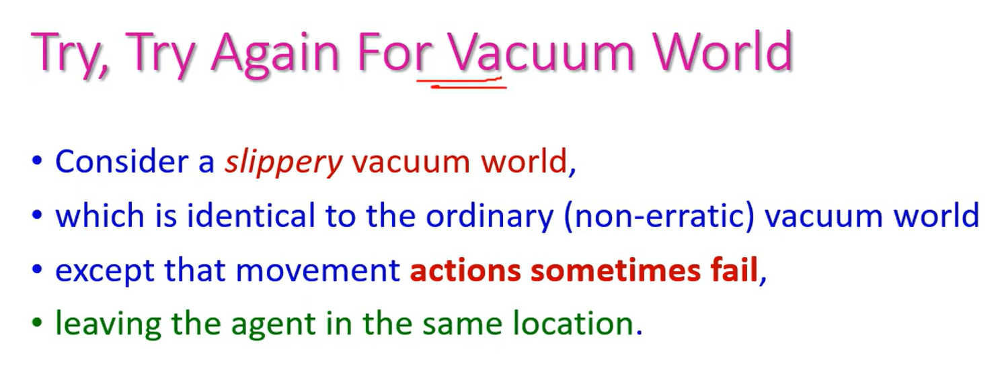 Try, Try Again For Vacuum World
• Consider a slippery vacuum world,
• which is identical to the ordinary (non-erratic) vacuum world
• except that movement actions sometimes fail,
• leaving the agent in the same location.